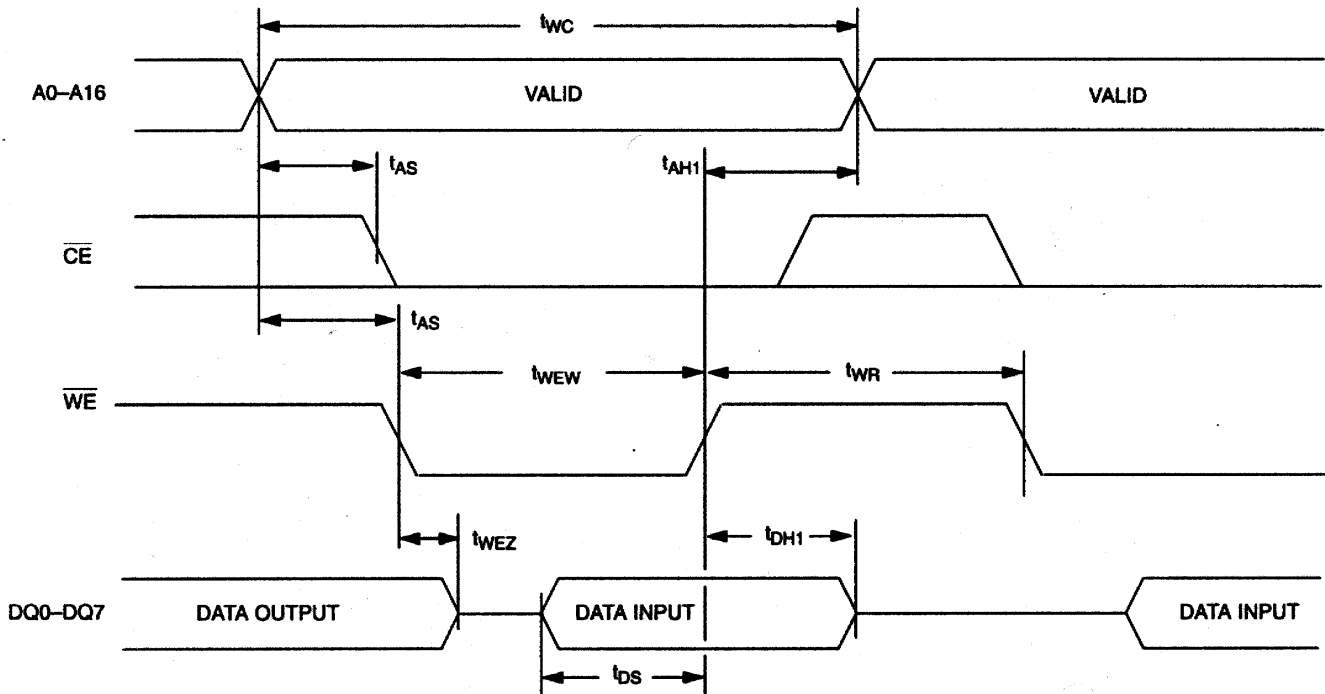 tWC
A0–A16 VALID VALID
tAS tAH1
CE
tAS
tWEW tWR
WE
tWEZ tDH1
DQ0–DQ7 DATA OUTPUT DATA INPUT DATA INPUT
tDS